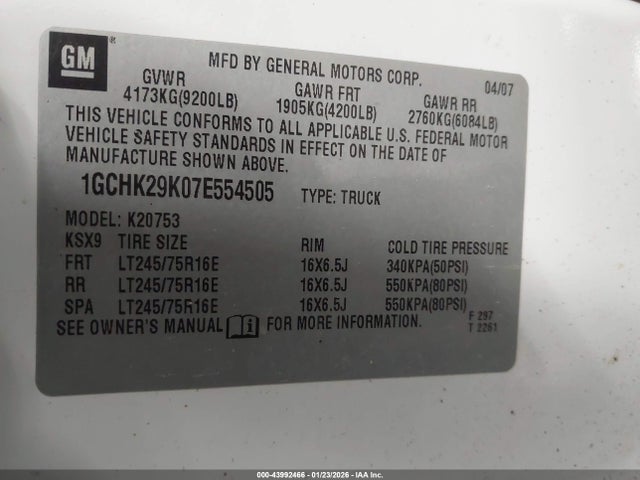 GM ®
MFD BY GENERAL MOTORS CORP. 04/07
GVWR GAWR FRT GAWR RR
4173KG(9200LB) 1905KG(4200LB) 2760KG(6084LB)
THIS VEHICLE CONFORMS TO ALL APPLICABLE U.S. FEDERAL MOTOR
VEHICLE SAFETY STANDARDS IN EFFECT ON THE DATE OF
MANUFACTURE SHOWN ABOVE.
1GCHK29K07E554505 TYPE: TRUCK
MODEL: K20753
KSX9 TIRE SIZE RIM COLD TIRE PRESSURE
FRT LT245/75R16E 16X6.5J 340KPA(50PSI)
RR LT245/75R16E 16X6.5J 550KPA(80PSI)
SPA LT245/75R16E 16X6.5J 550KPA(80PSI)
SEE OWNER'S MANUAL FOR MORE INFORMATION. F 297
T 2261
000-43992466 - 01/23/2026 - IAAHOLDINGS, LLC